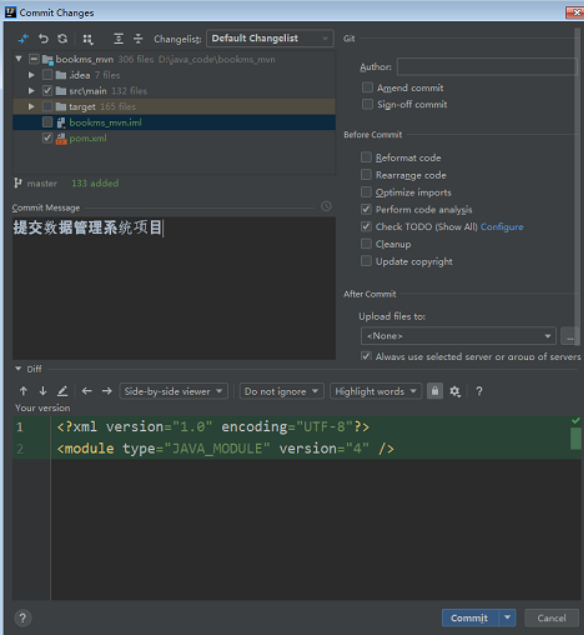 Commit Changes
Changelist: Default Changelist
bookms_mvn 306 files D:\java_code\bookms_mvn
.idea 7 files
src\main 132 files
target 165 files
bookms_mvn.iml
pom.xml
master 133 added
Commit Message
提交数据管理系统项目
Git
Author:
Amend commit
Sign-off commit
Before Commit
Reformat code
Rearrange code
Optimize imports
Perform code analysis
Check TODO (Show All) Configure
Cleanup
Update copyright
After Commit
Upload files to:
<None> ...
Always use selected server or group of servers
Diff
Side-by-side viewer Do not ignore Highlight words ?
Your version
1 <?xml version="1.0" encoding="UTF-8"?>
2 <module type="JAVA_MODULE" version="4" />
? Commit Cancel